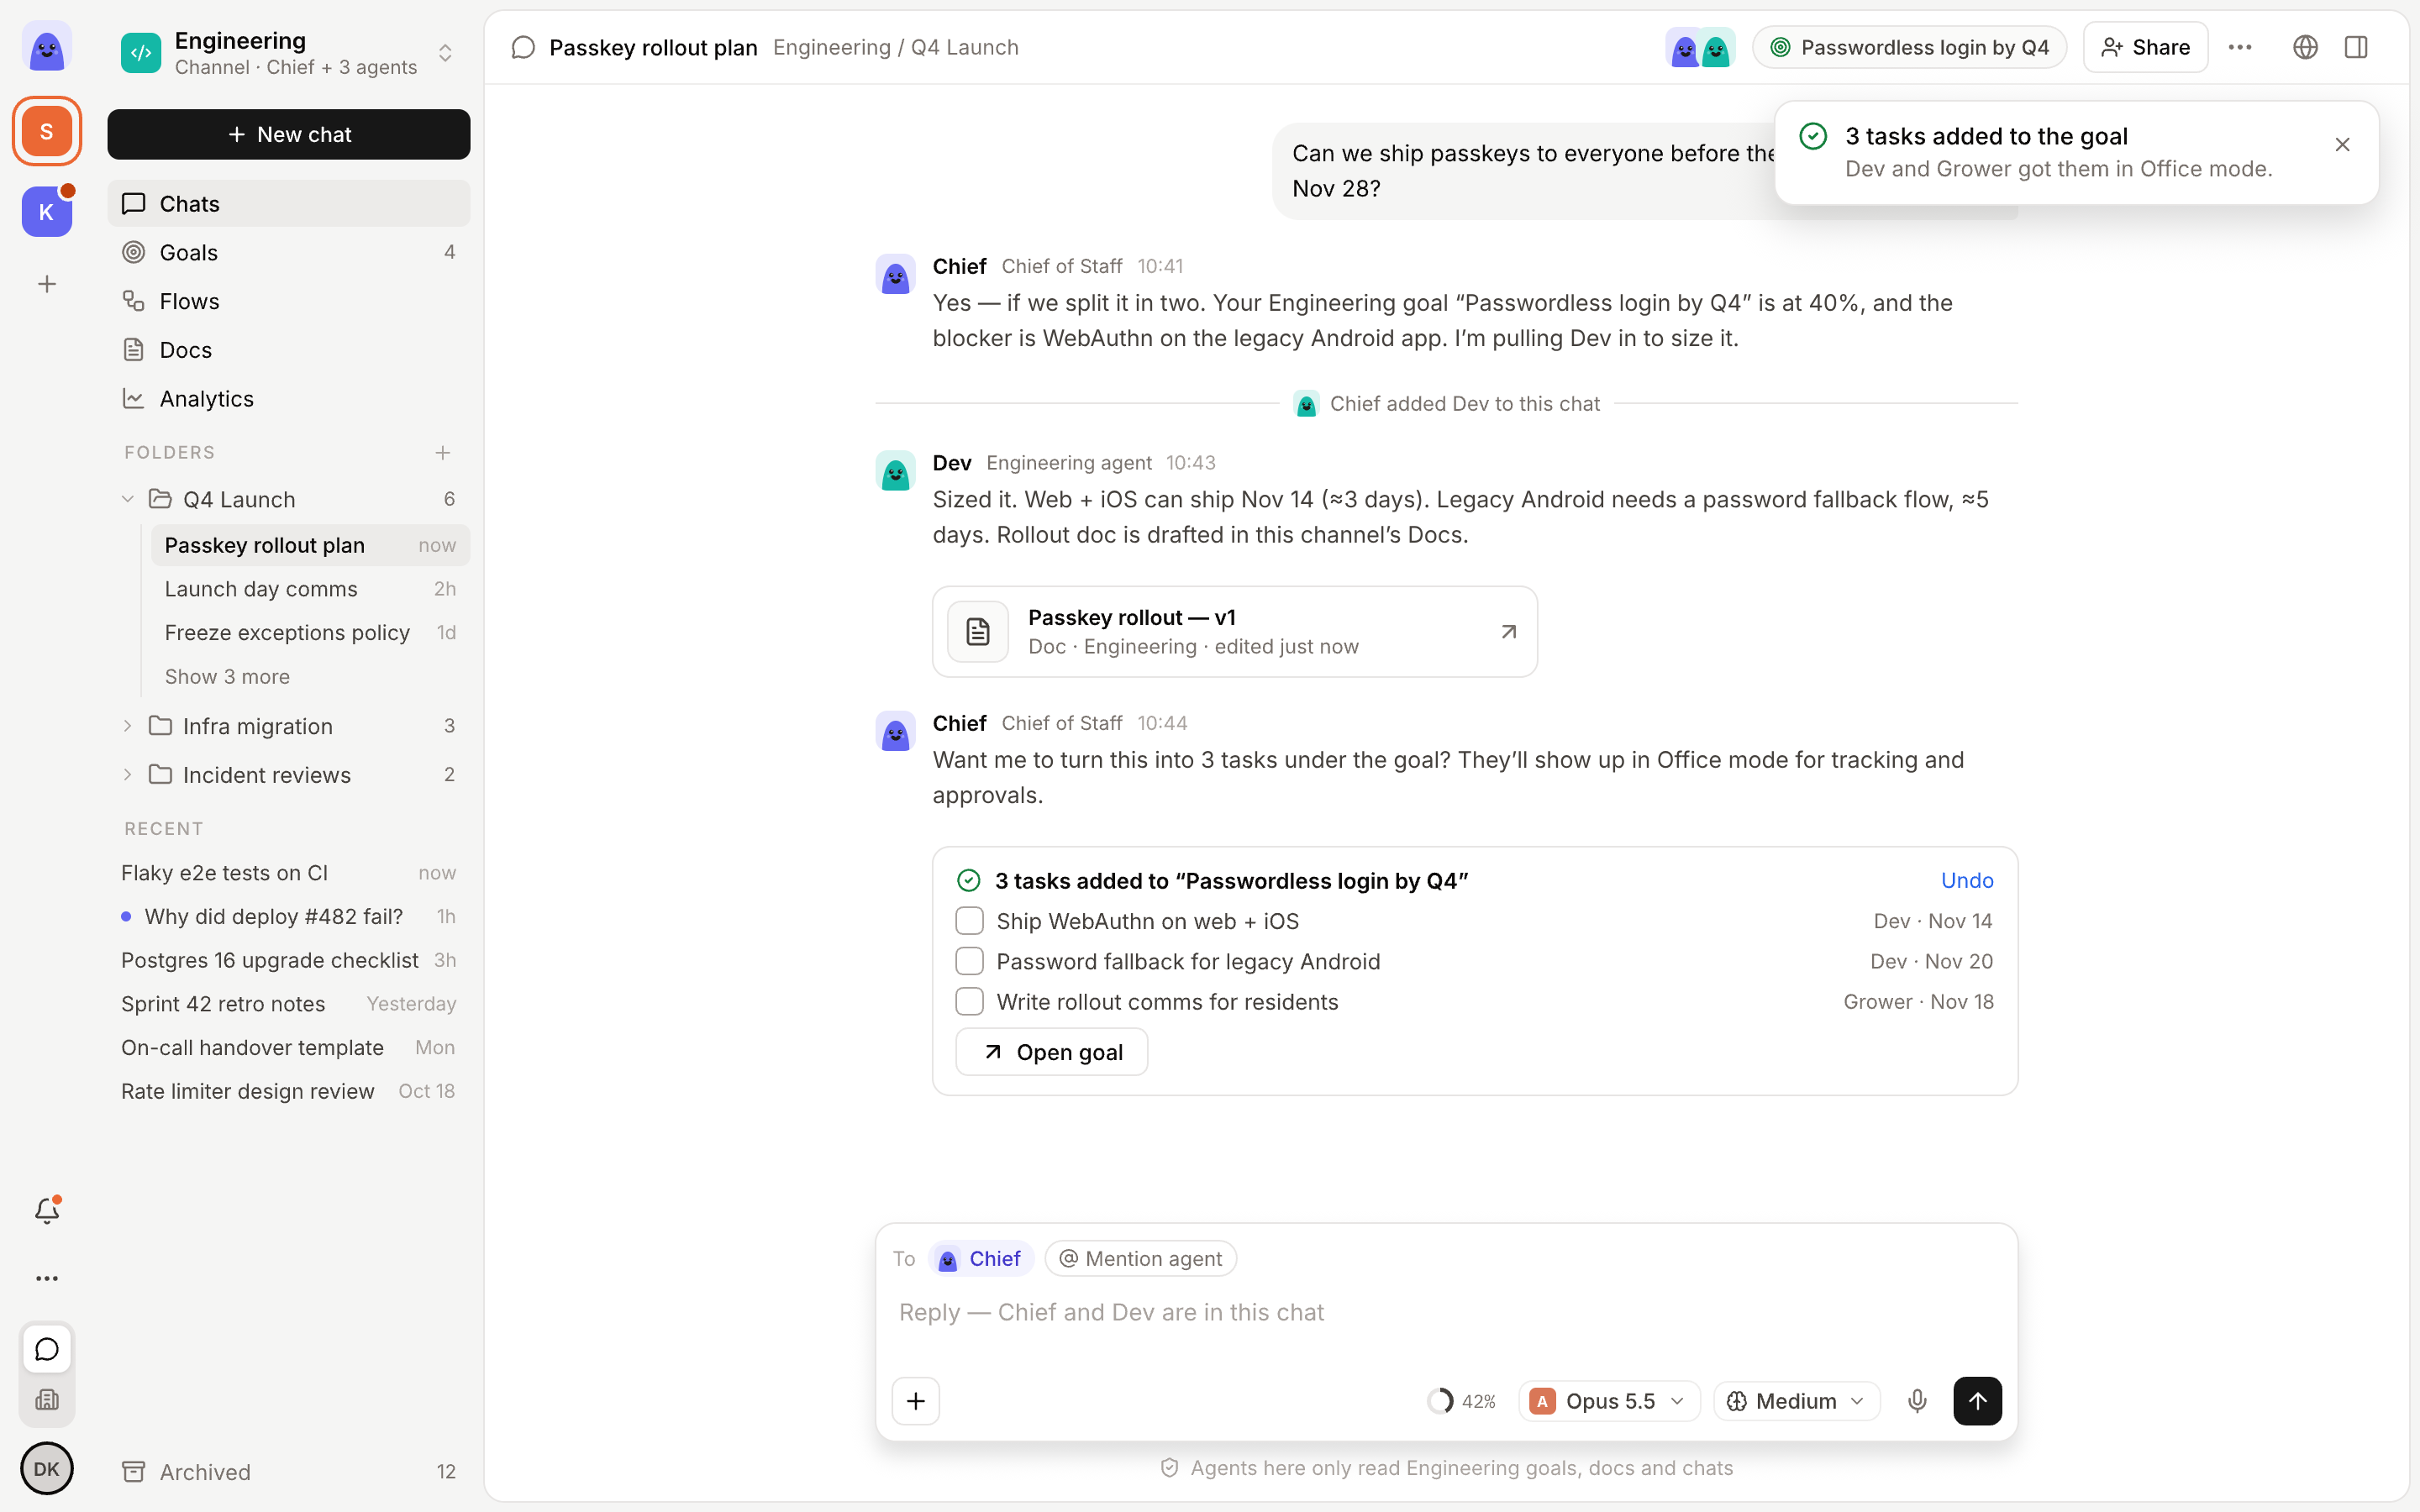 S
K
DK
Engineering
Channel · Chief + 3 agents
New chat
Chats
Goals 4
Flows
Docs
Analytics
FOLDERS
Q4 Launch 6
Passkey rollout plan now
Launch day comms 2h
Freeze exceptions policy 1d
Show 3 more
Infra migration 3
Incident reviews 2
RECENT
Flaky e2e tests on CI now
Why did deploy #482 fail? 1h
Postgres 16 upgrade checklist 3h
Sprint 42 retro notes Yesterday
On-call handover template Mon
Rate limiter design review Oct 18
Archived 12
Passkey rollout plan Engineering / Q4 Launch
Passwordless login by Q4
Share
3 tasks added to the goal
Dev and Grower got them in Office mode.
Can we ship passkeys to everyone before the
Nov 28?
Chief Chief of Staff 10:41
Yes — if we split it in two. Your Engineering goal “Passwordless login by Q4” is at 40%, and the
blocker is WebAuthn on the legacy Android app. I’m pulling Dev in to size it.
Chief added Dev to this chat
Dev Engineering agent 10:43
Sized it. Web + iOS can ship Nov 14 (≈3 days). Legacy Android needs a password fallback flow, ≈5
days. Rollout doc is drafted in this channel’s Docs.
Passkey rollout — v1
Doc · Engineering · edited just now
Chief Chief of Staff 10:44
Want me to turn this into 3 tasks under the goal? They’ll show up in Office mode for tracking and
approvals.
3 tasks added to “Passwordless login by Q4” Undo
Ship WebAuthn on web + iOS Dev · Nov 14
Password fallback for legacy Android Dev · Nov 20
Write rollout comms for residents Grower · Nov 18
Open goal
To Chief @ Mention agent
Reply — Chief and Dev are in this chat
42% A Opus 5.5 Medium
Agents here only read Engineering goals, docs and chats